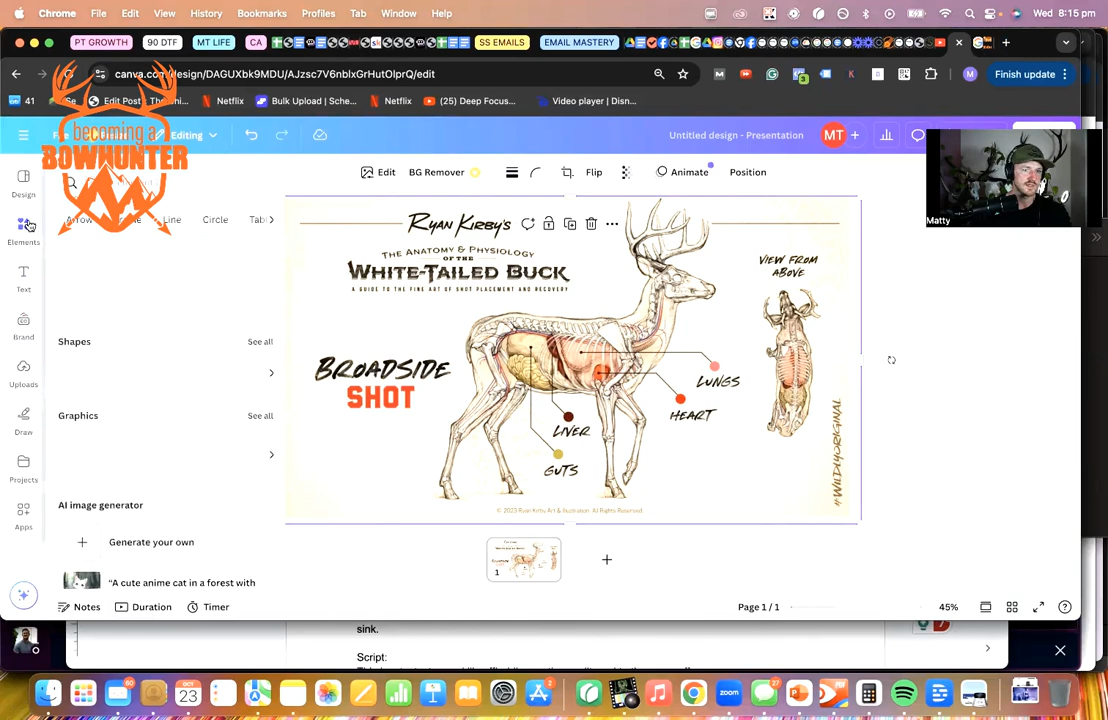 Chrome File Edit View History Bookmarks Profiles Tab Window Help Wed 8:15 pm
PT GROWTH 90 DTF MT LIFE CA SS EMAILS EMAIL MASTERY
canva.com/design/DAGUXbk9MDU/AJzsc7V6nblxGrHutOlprQ/edit
Finish update
41 Edit Post Netflix Bulk Upload | Sche... Netflix (25) Deep Focus... Video player | Disn...
becoming a
BOWHUNTER
Editing
Untitled design - Presentation
MT
Matty
Edit BG Remover Flip Animate Position
Line Circle
Design
Elements
Text
Brand
Uploads
Draw
Projects
Apps
Shapes See all
Graphics See all
AI image generator
Generate your own
"A cute anime cat in a forest with
RYAN KIRBY'S
THE ANATOMY & PHYSIOLOGY
OF THE
WHITE-TAILED BUCK
A GUIDE TO THE FINE ART OF SHOT PLACEMENT AND RECOVERY
VIEW FROM
ABOVE
BROADSIDE
SHOT
LUNGS
HEART
LIVER
GUTS
#WILDLYORIGINAL
© 2023 Ryan Kirby Art & Illustration. All Rights Reserved.
1
Notes Duration Timer
Page 1 / 1 45%
sink.
Script:
OCT
23
zoom